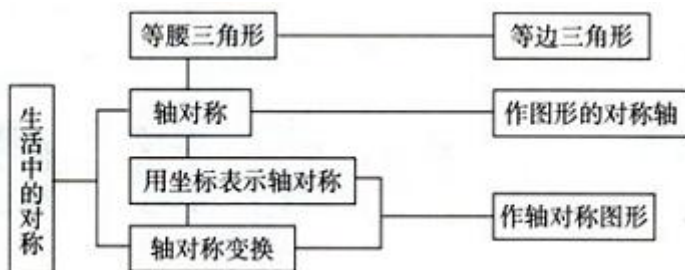 等腰三角形
等边三角形
生活中的对称
轴对称
作图形的对称轴
用坐标表示轴对称
作轴对称图形
轴对称变换